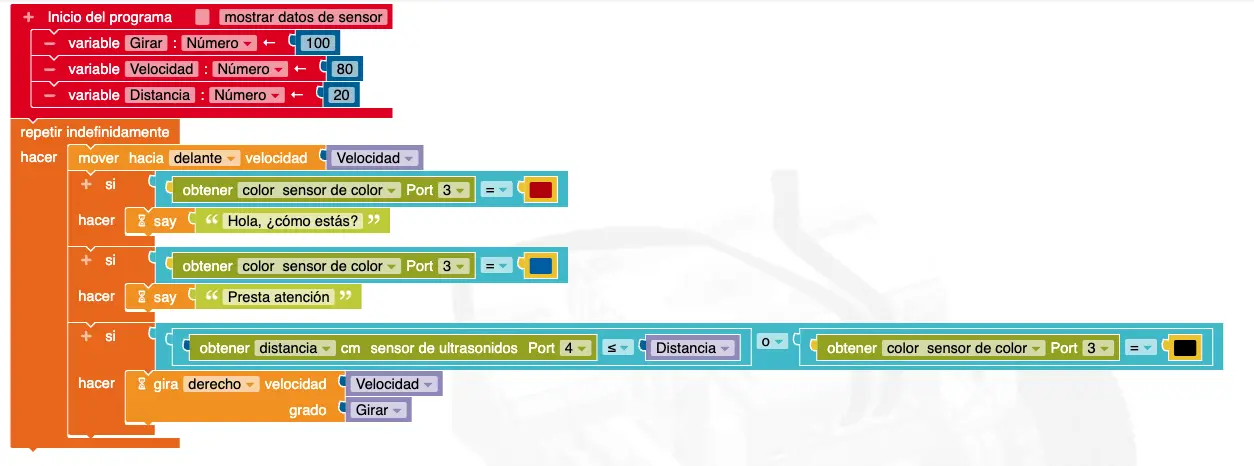 + Inicio del programa mostrar datos de sensor
− variable Girar : Número ← 100
− variable Velocidad : Número ← 80
− variable Distancia : Número ← 20
repetir indefinidamente
hacer mover hacia delante velocidad Velocidad
+ si obtener color sensor de color Port 3 =
hacer say “ Hola, ¿cómo estás? ”
+ si obtener color sensor de color Port 3 =
hacer say “ Presta atención ”
+ si obtener distancia cm sensor de ultrasonidos Port 4 ≤ Distancia o obtener color sensor de color Port 3 =
hacer gira derecho velocidad Velocidad
grado Girar